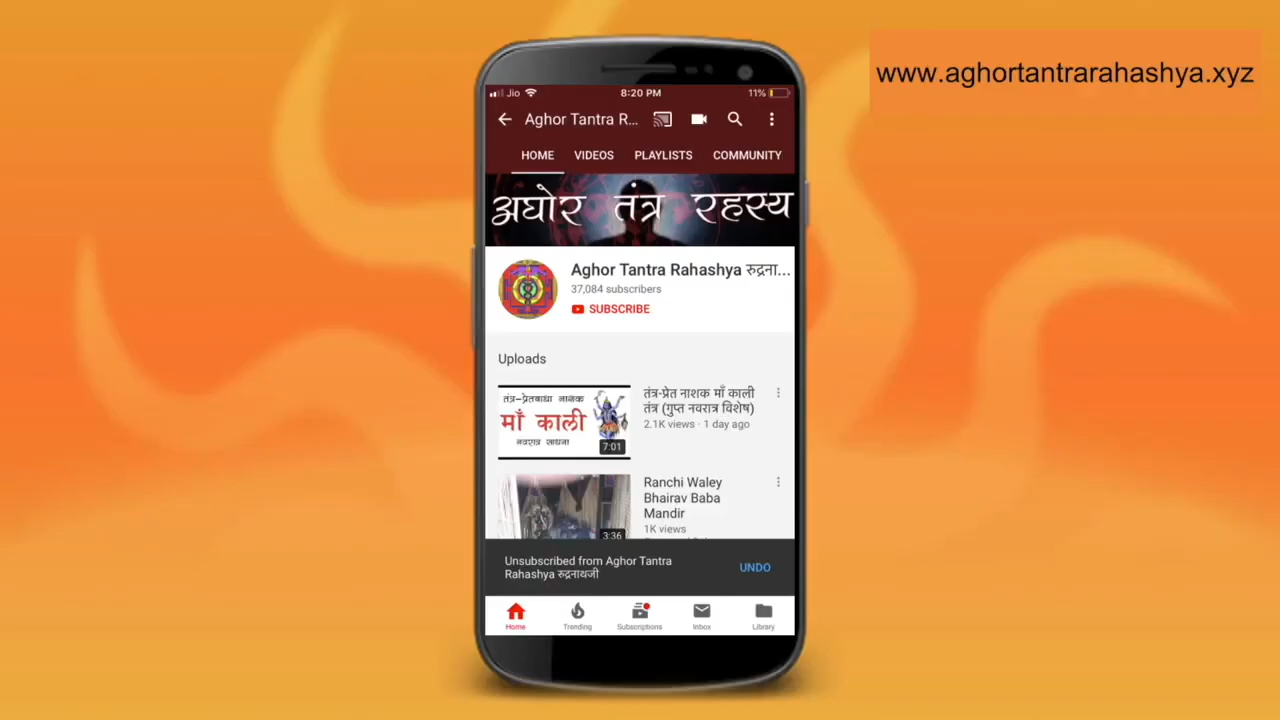 www.aghortantrarahashya.xyz
Jio 8:20 PM 11%
Aghor Tantra R...
HOME VIDEOS PLAYLISTS COMMUNITY
अघोर तंत्र रहस्य
Aghor Tantra Rahashya रुद्रना...
37,084 subscribers
SUBSCRIBE
Uploads
तंत्र-प्रेतबाधा नाशक
माँ काली
नवरात्र साधना
7:01
तंत्र-प्रेत नाशक माँ काली
तंत्र (गुप्त नवरात्र विशेष)
2.1K views · 1 day ago
3:36
Ranchi Waley
Bhairav Baba
Mandir
1K views
Unsubscribed from Aghor Tantra
Rahashya रुद्रनाथजी
UNDO
Home Trending Subscriptions Inbox Library